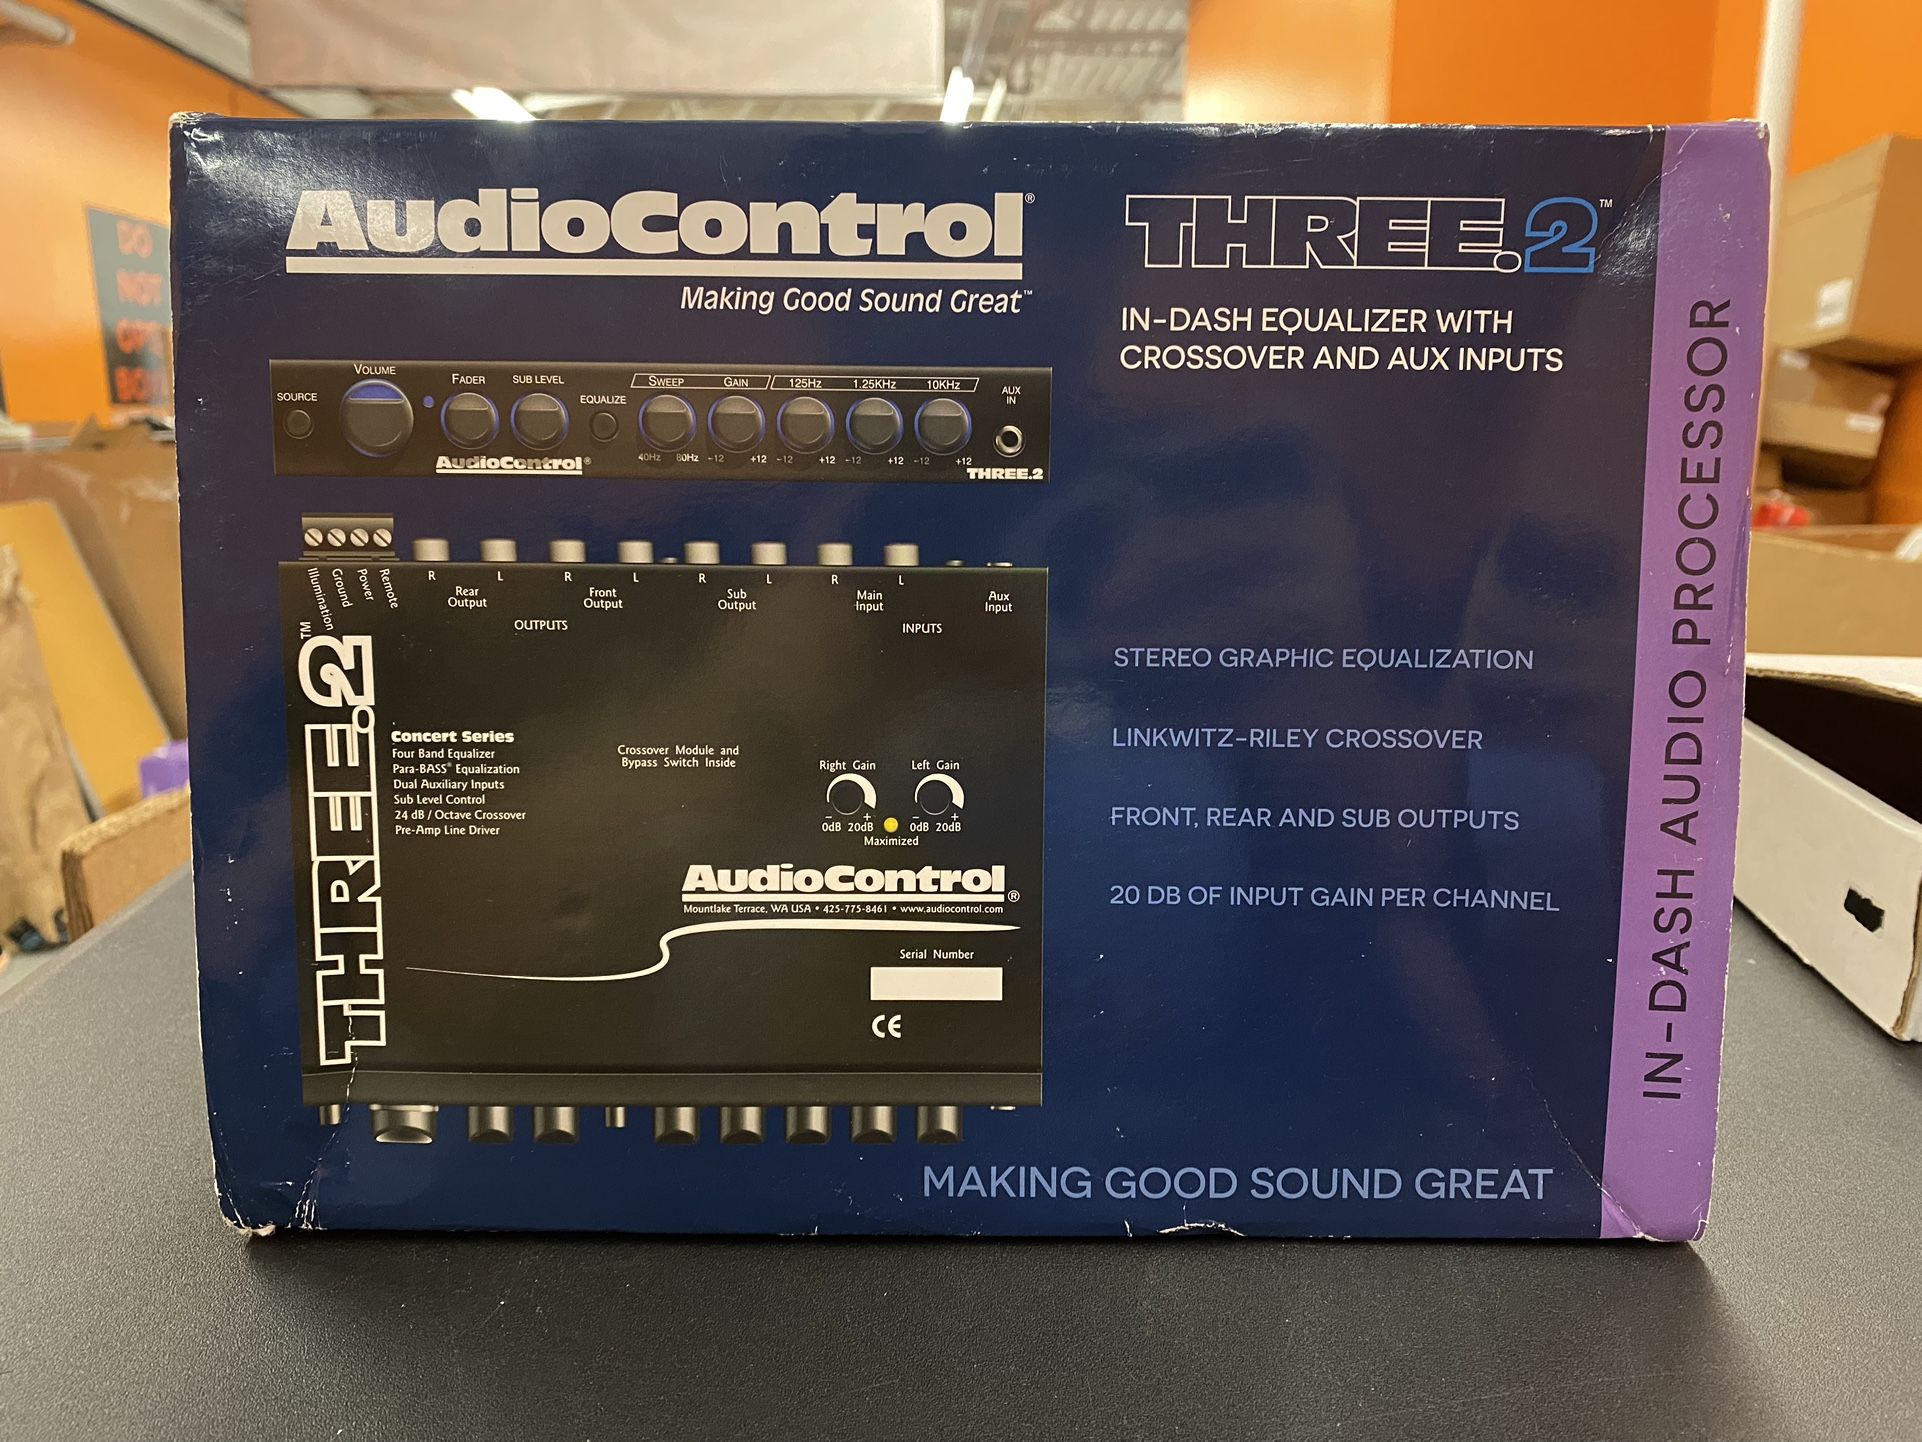 AudioControl®
Making Good Sound Great™
THREE.2™
IN-DASH EQUALIZER WITH
CROSSOVER AND AUX INPUTS
SOURCE
VOLUME
FADER
SUB LEVEL
EQUALIZE
SWEEP GAIN 125HZ 1.25KHZ 10KHZ
AUX
IN
40Hz 80Hz -12 +12 -12 +12 -12 +12 -12 +12
AudioControl®
THREE.2
Illumination
Ground
Power
Remote
R L R L R L R L
Rear
Output
Front
Output
Sub
Output
Main
Input
Aux
Input
OUTPUTS
INPUTS
THREE.2™
Concert Series
Four Band Equalizer
Para-BASS® Equalization
Dual Auxiliary Inputs
Sub Level Control
24 dB / Octave Crossover
Pre-Amp Line Driver
Crossover Module and
Bypass Switch Inside
Right Gain Left Gain
- + - +
0dB 20dB 0dB 20dB
Maximized
AudioControl®
Mountlake Terrace, WA USA • 425-775-8461 • www.audiocontrol.com
Serial Number
CE
STEREO GRAPHIC EQUALIZATION
LINKWITZ-RILEY CROSSOVER
FRONT, REAR AND SUB OUTPUTS
20 DB OF INPUT GAIN PER CHANNEL
MAKING GOOD SOUND GREAT
IN-DASH AUDIO PROCESSOR
DO
NOT